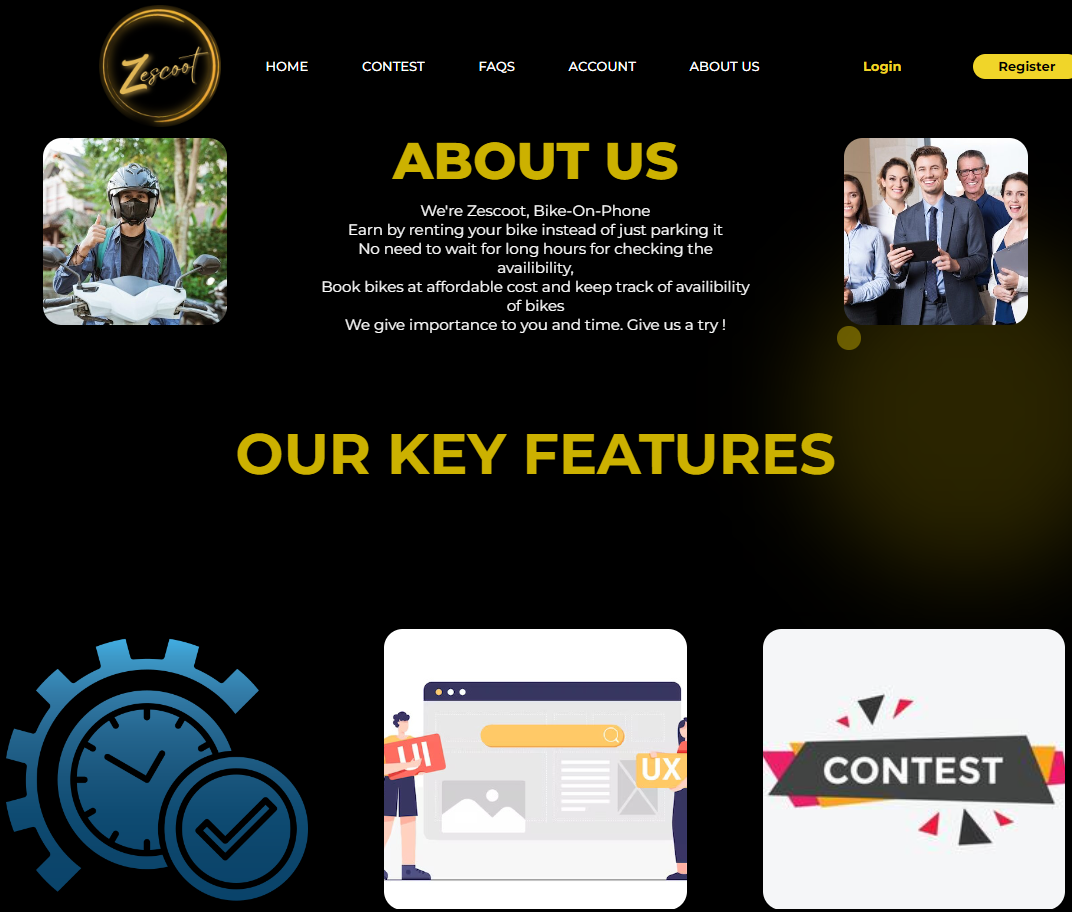 Zescoot
HOME
CONTEST
FAQS
ACCOUNT
ABOUT US
Login
Register
ABOUT US
We're Zescoot, Bike-On-Phone
Earn by renting your bike instead of just parking it
No need to wait for long hours for checking the
availibility,
Book bikes at affordable cost and keep track of availibility
of bikes
We give importance to you and time. Give us a try !
OUR KEY FEATURES
UI
UX
CONTEST